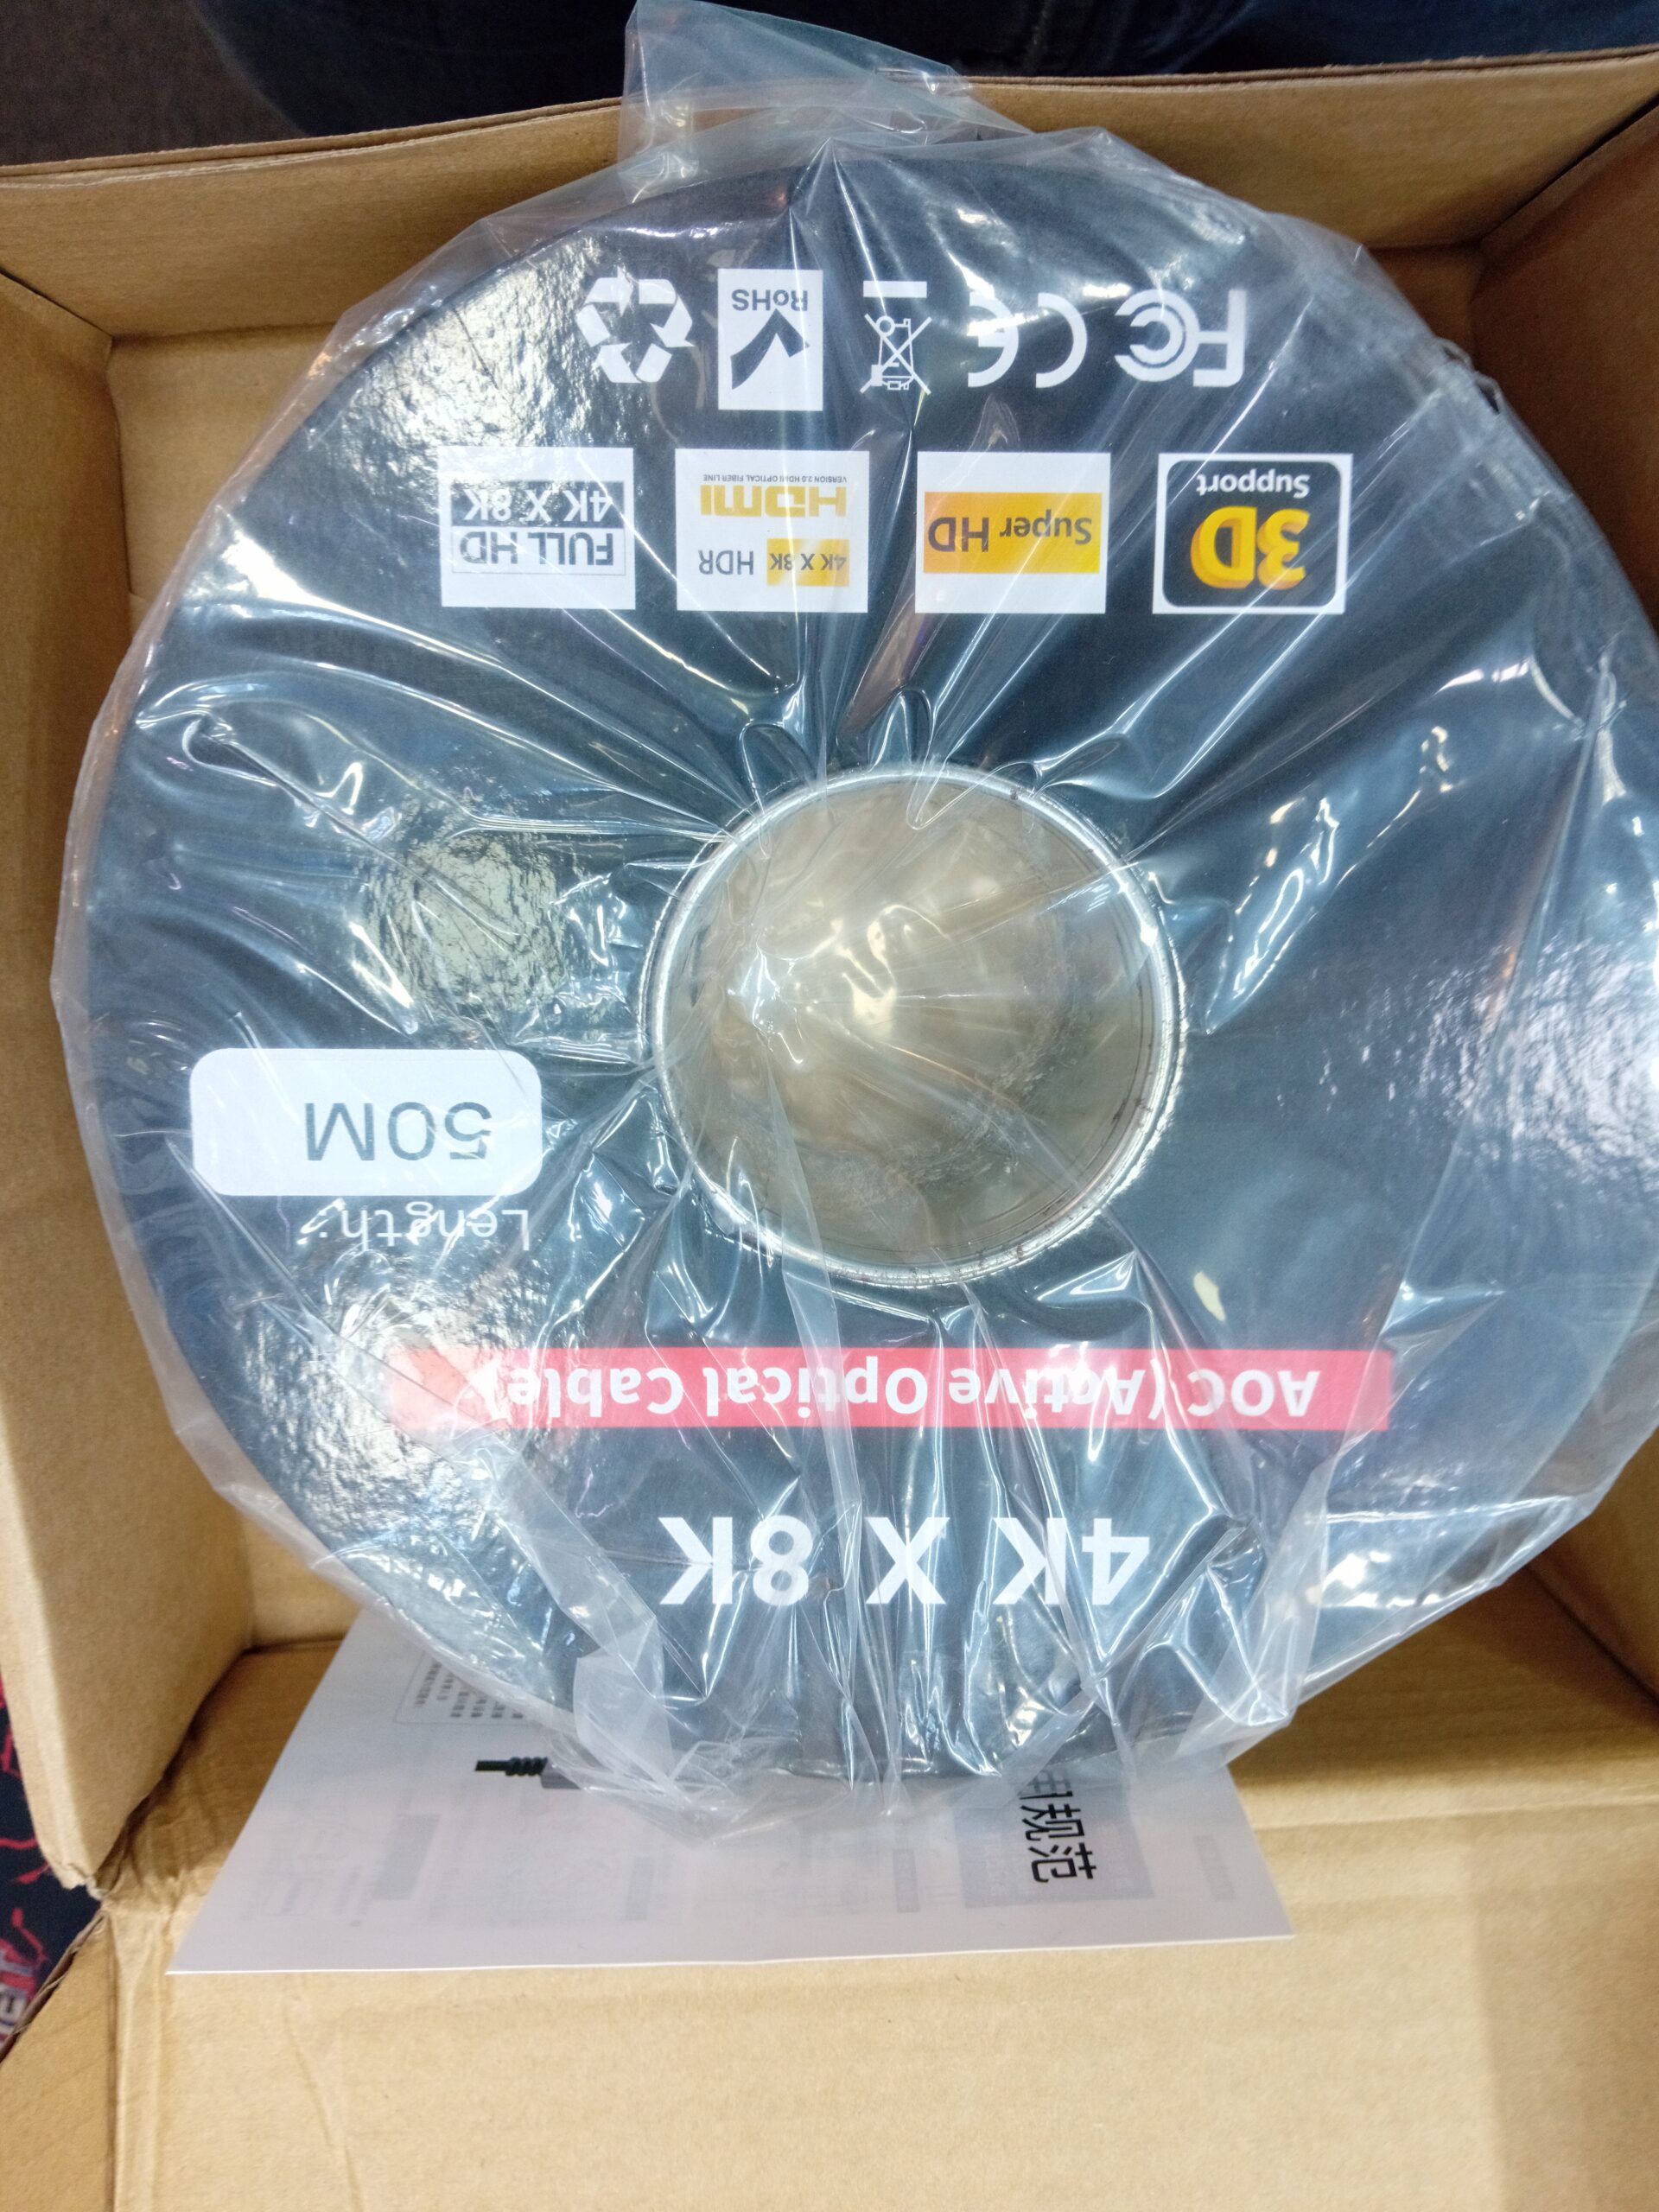 4K X 8K
AOC (Active Optical Cable)
Length:
50M
3D
Support
Super HD
4K X 8K HDR
HDMI
VERSION 2.0 HDMI OPTICAL FIBER LINE
FULL HD
4K X 8K
FC CE
RoHS
用规范